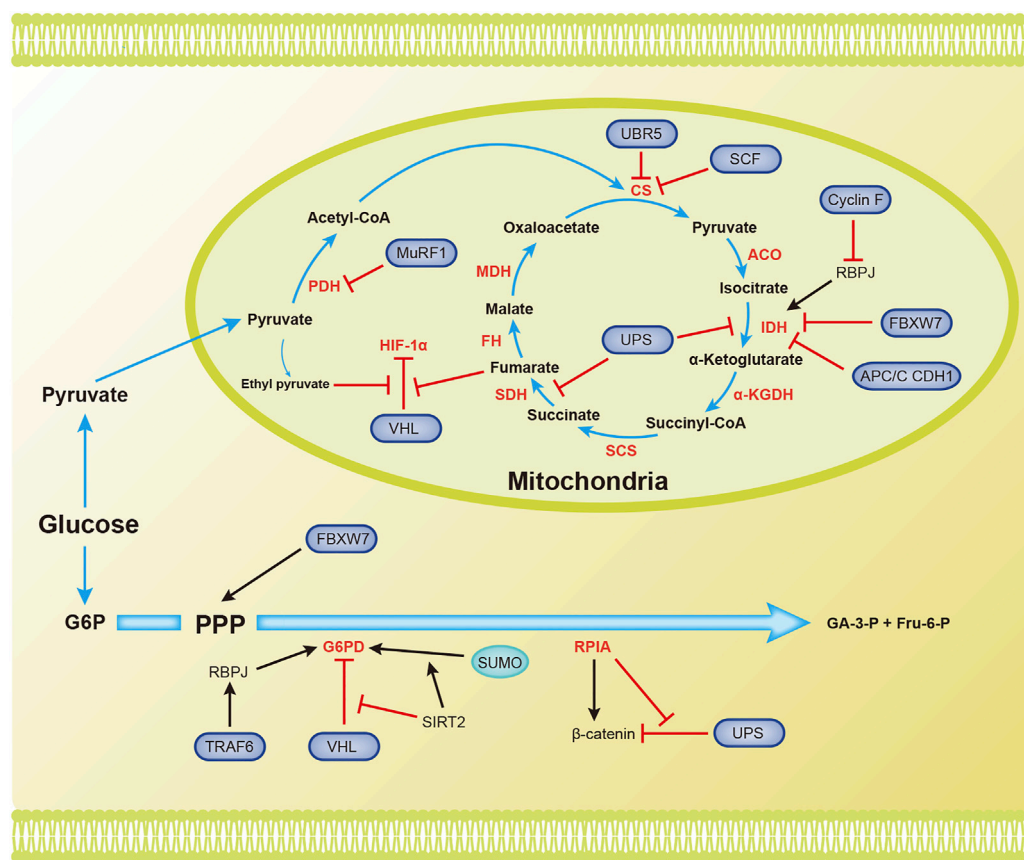 UBR5
SCF
CS
Cyclin F
Acetyl-CoA
Oxaloacetate
Pyruvate
MuRF1
ACO
RBPJ
MDH
PDH
Isocitrate
Malate
Pyruvate
IDH
FBXW7
UPS
FH
HIF-1α
α-Ketoglutarate
Fumarate
APC/C CDH1
Ethyl pyruvate
SDH
α-KGDH
Pyruvate
Succinate
Succinyl-CoA
VHL
SCS
Mitochondria
Glucose
FBXW7
G6P
PPP
GA-3-P + Fru-6-P
G6PD
RPIA
SUMO
RBPJ
SIRT2
β-catenin
UPS
TRAF6
VHL